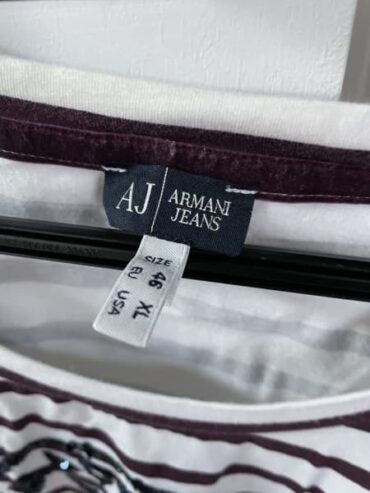 AJ ARMANI
JEANS
SIZE
EU 46
USA XL